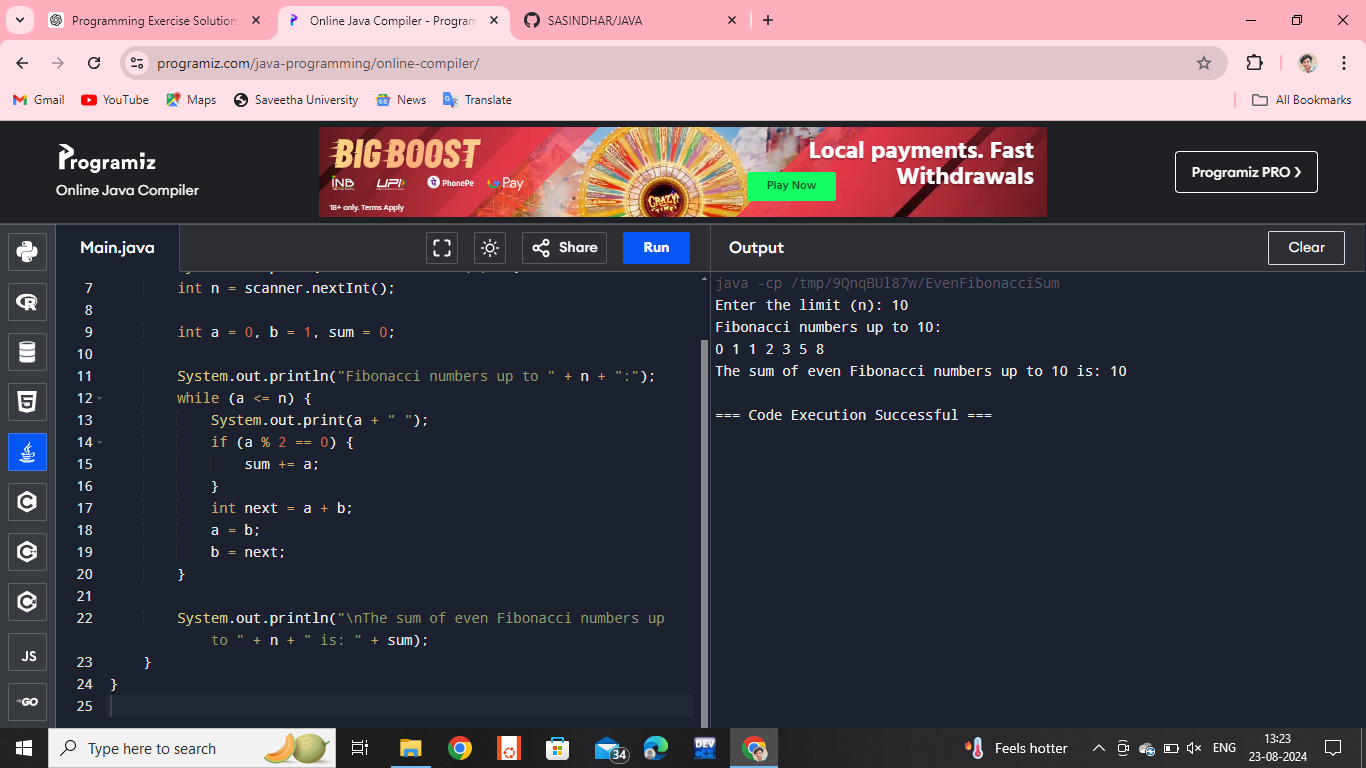 Programming Exercise Solution
Online Java Compiler - Program
SASINDHAR/JAVA
programiz.com/java-programming/online-compiler/
Gmail
YouTube
Maps
Saveetha University
News
Translate
All Bookmarks
Programiz
Online Java Compiler
BIG BOOST
INB
UPI
PhonePe
G Pay
18+ only. Terms Apply
CRAZY TIME
Local payments. Fast
Withdrawals
Play Now
Programiz PRO ❯
Main.java
Share
Run
Output
Clear
7 int n = scanner.nextInt();
8
9 int a = 0, b = 1, sum = 0;
10
11 System.out.println("Fibonacci numbers up to " + n + ":");
12 while (a <= n) {
13 System.out.print(a + " ");
14 if (a % 2 == 0) {
15 sum += a;
16 }
17 int next = a + b;
18 a = b;
19 b = next;
20 }
21
22 System.out.println("\nThe sum of even Fibonacci numbers up
to " + n + " is: " + sum);
23 }
24 }
25
java -cp /tmp/9QnqBUl87w/EvenFibonacciSum
Enter the limit (n): 10
Fibonacci numbers up to 10:
0 1 1 2 3 5 8
The sum of even Fibonacci numbers up to 10 is: 10
=== Code Execution Successful ===
JS
GO
Type here to search
34
DEV
Feels hotter
ENG
13:23
23-08-2024